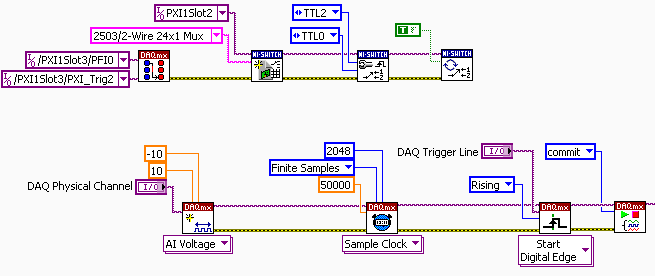 PXI1Slot2
TTL2
2503/2-Wire 24x1 Mux
TTL0
T F
/PXI1Slot3/PFI0
DAQmx
NI-SWITCH
NI-SWITCH
NI-SWITCH
/PXI1Slot3/PXI_Trig2
-10
2048
10
Finite Samples
DAQ Trigger Line
I/O
commit
DAQ Physical Channel
I/O
50000
Rising
DAQmx
DAQmx
DAQmx
DAQmx
AI Voltage
Sample Clock
Start
Digital Edge